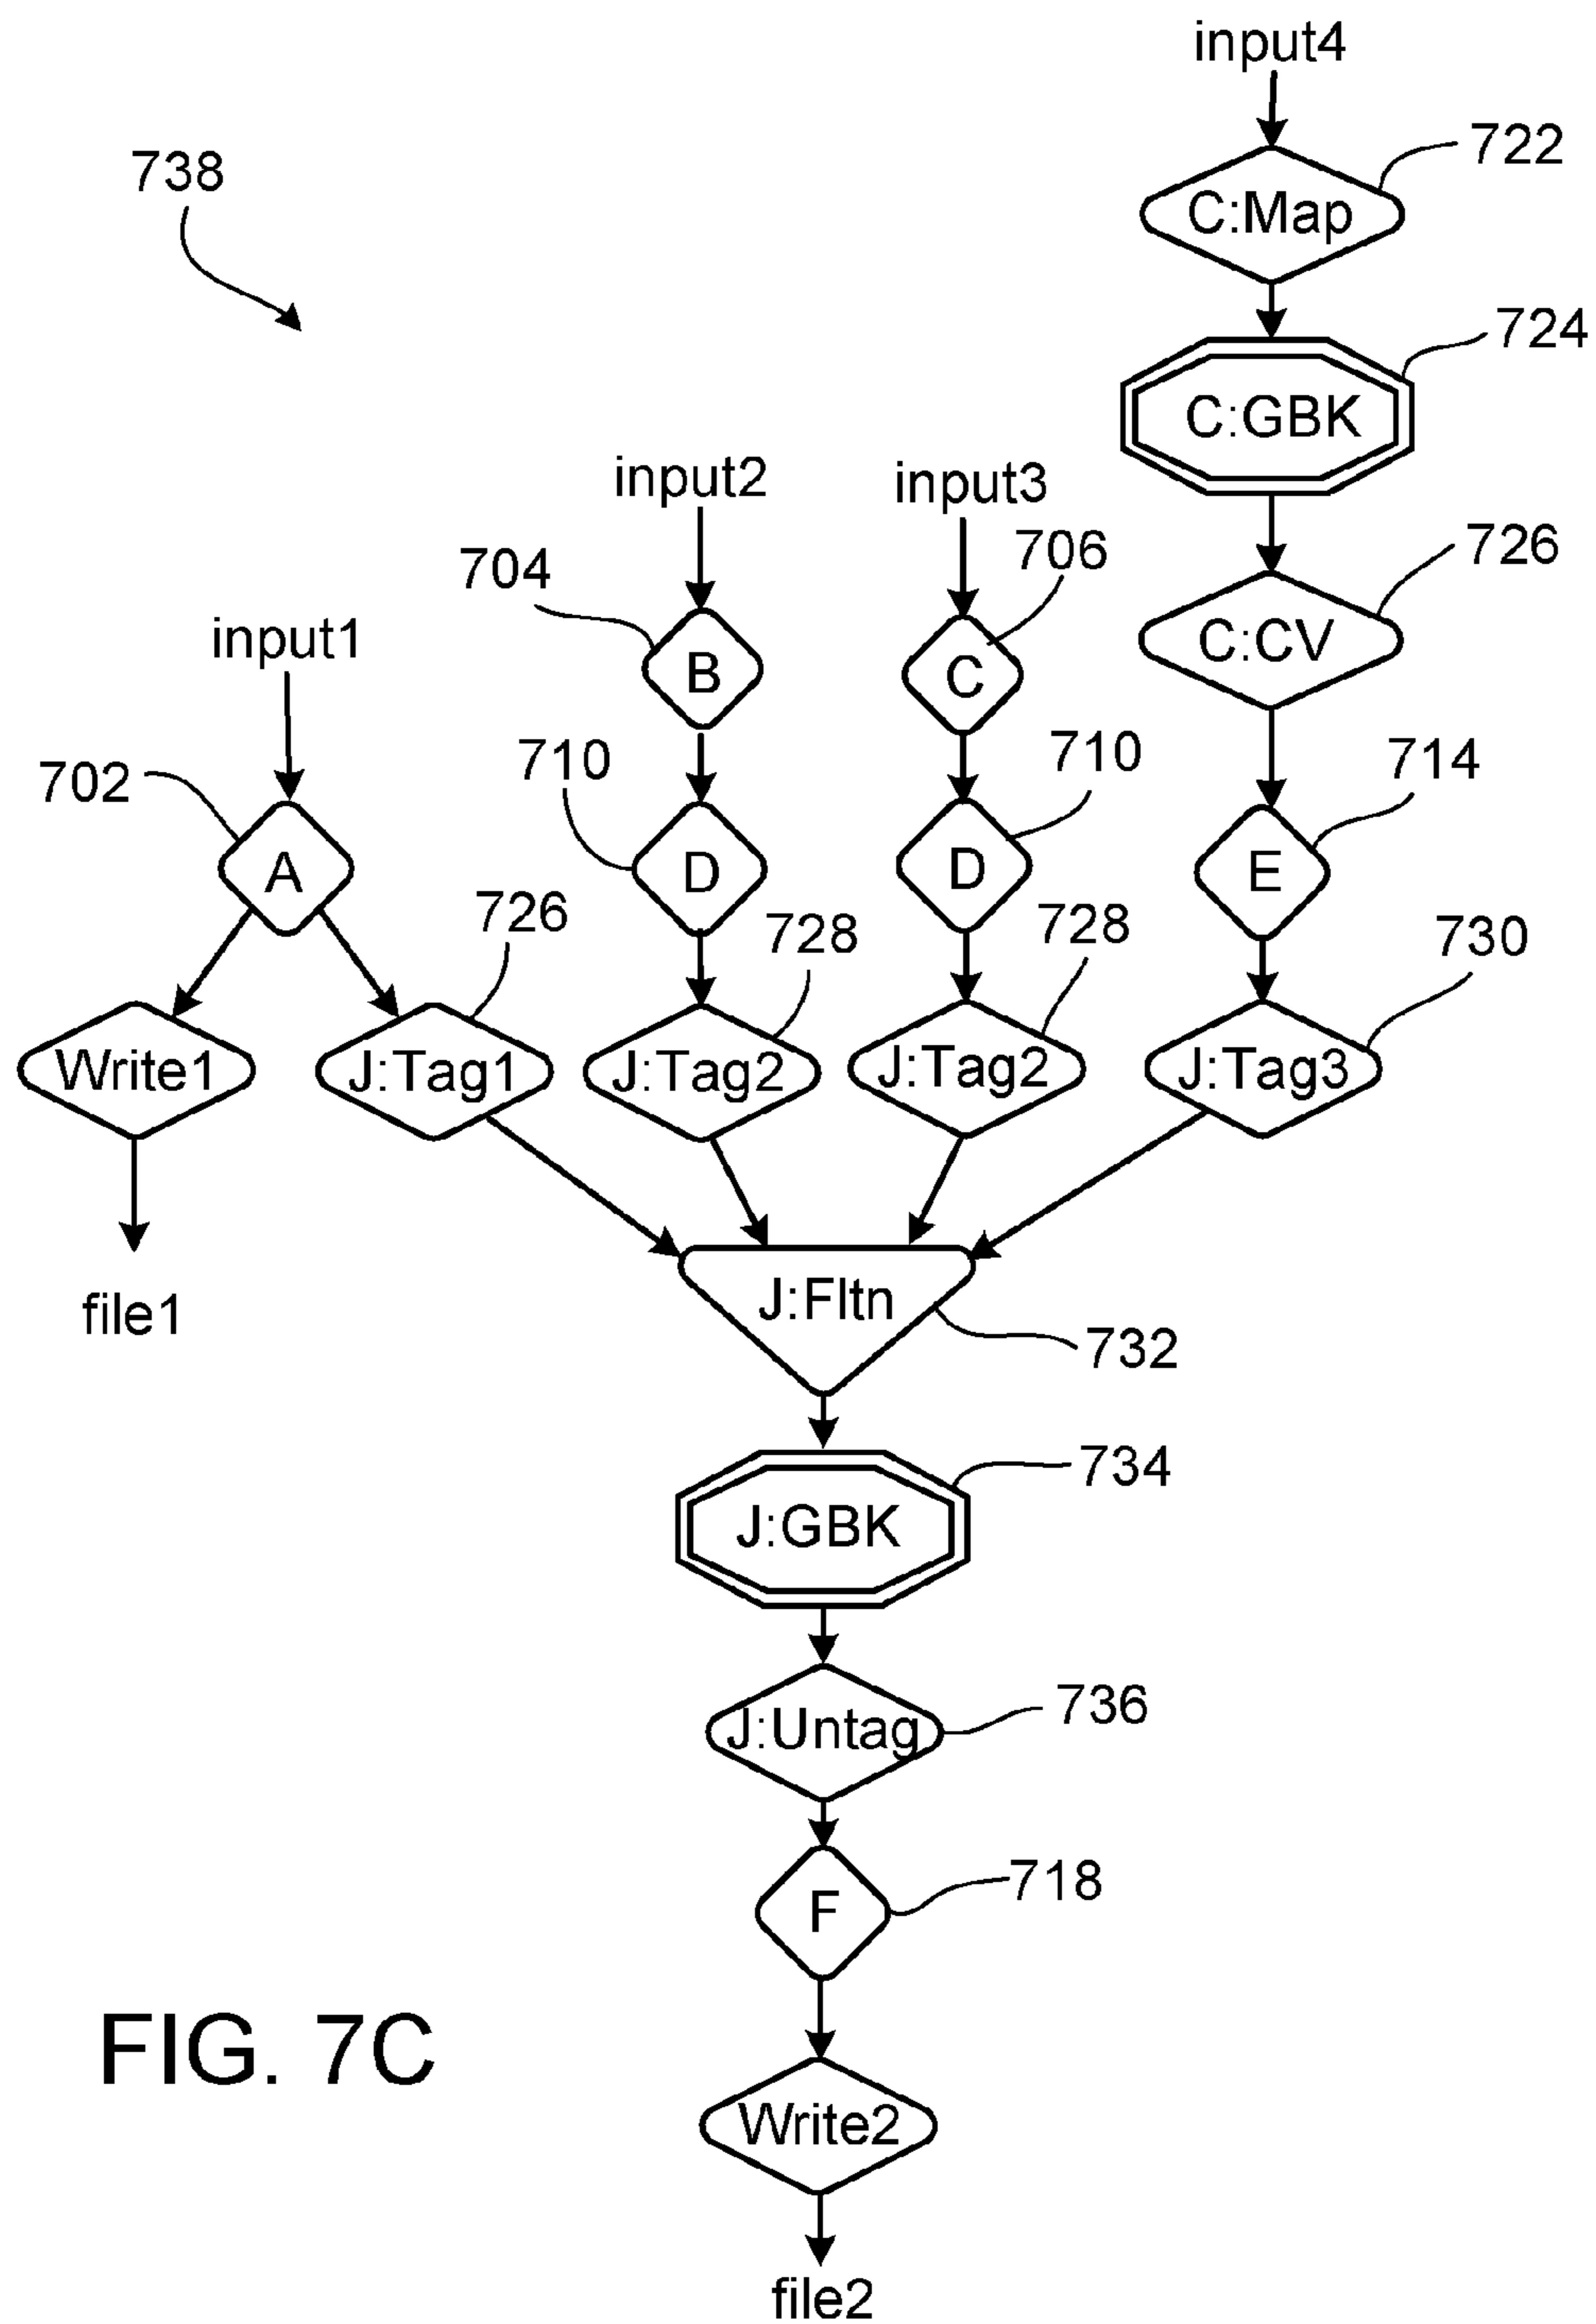 input4
722
738
C:Map
724
C:GBK
input2
input3
704
706
726
input1
B
C
C:CV
702
710
710
714
A
D
D
E
726
728
728
730
Write1
J:Tag1
J:Tag2
J:Tag2
J:Tag3
file1
J:Fltn
732
734
J:GBK
736
J:Untag
718
F
FIG. 7C
Write2
file2